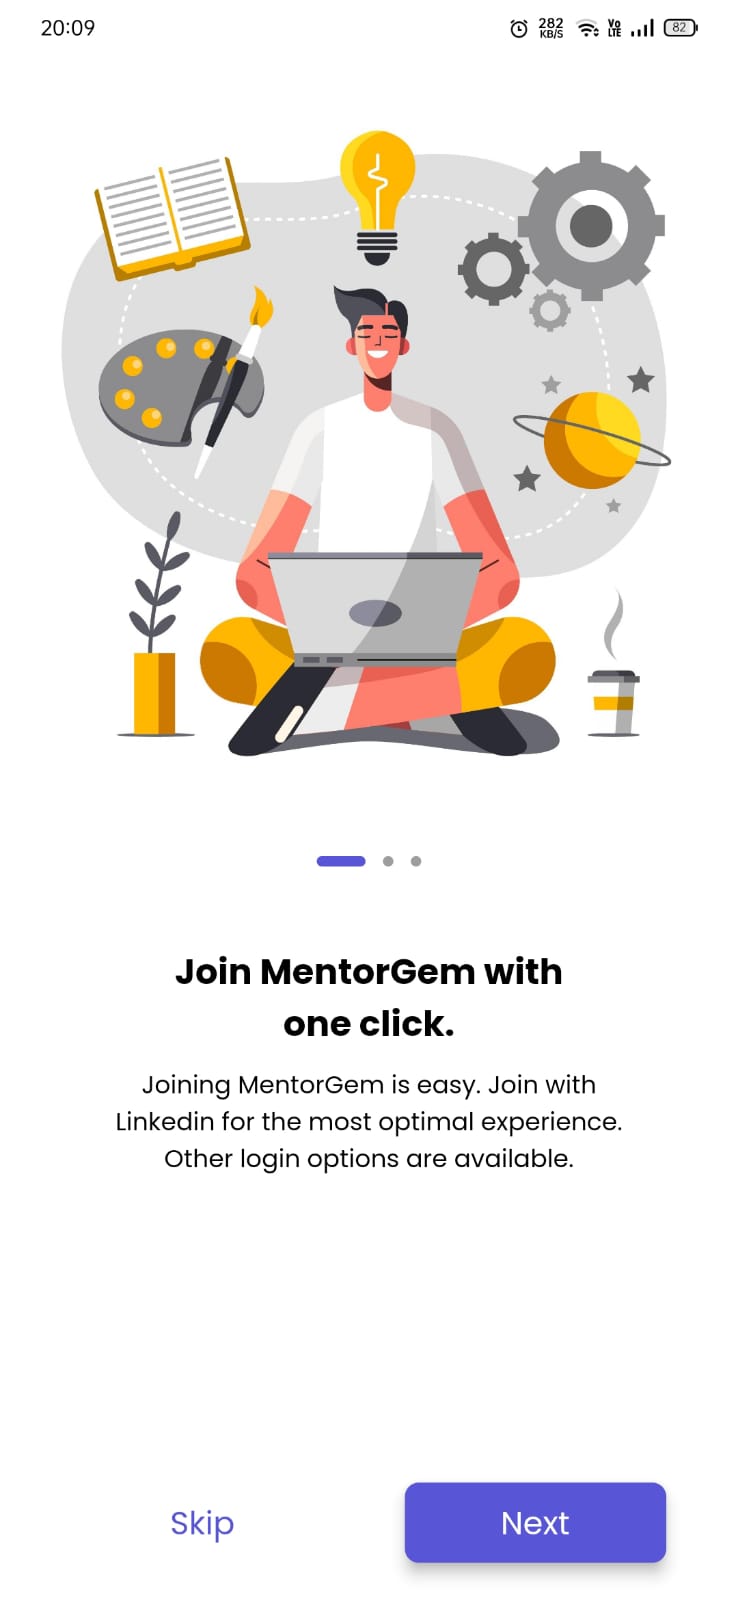 20:09
282 KB/S
Vo LTE
82
Join MentorGem with
one click.
Joining MentorGem is easy. Join with
Linkedin for the most optimal experience.
Other login options are available.
Skip
Next